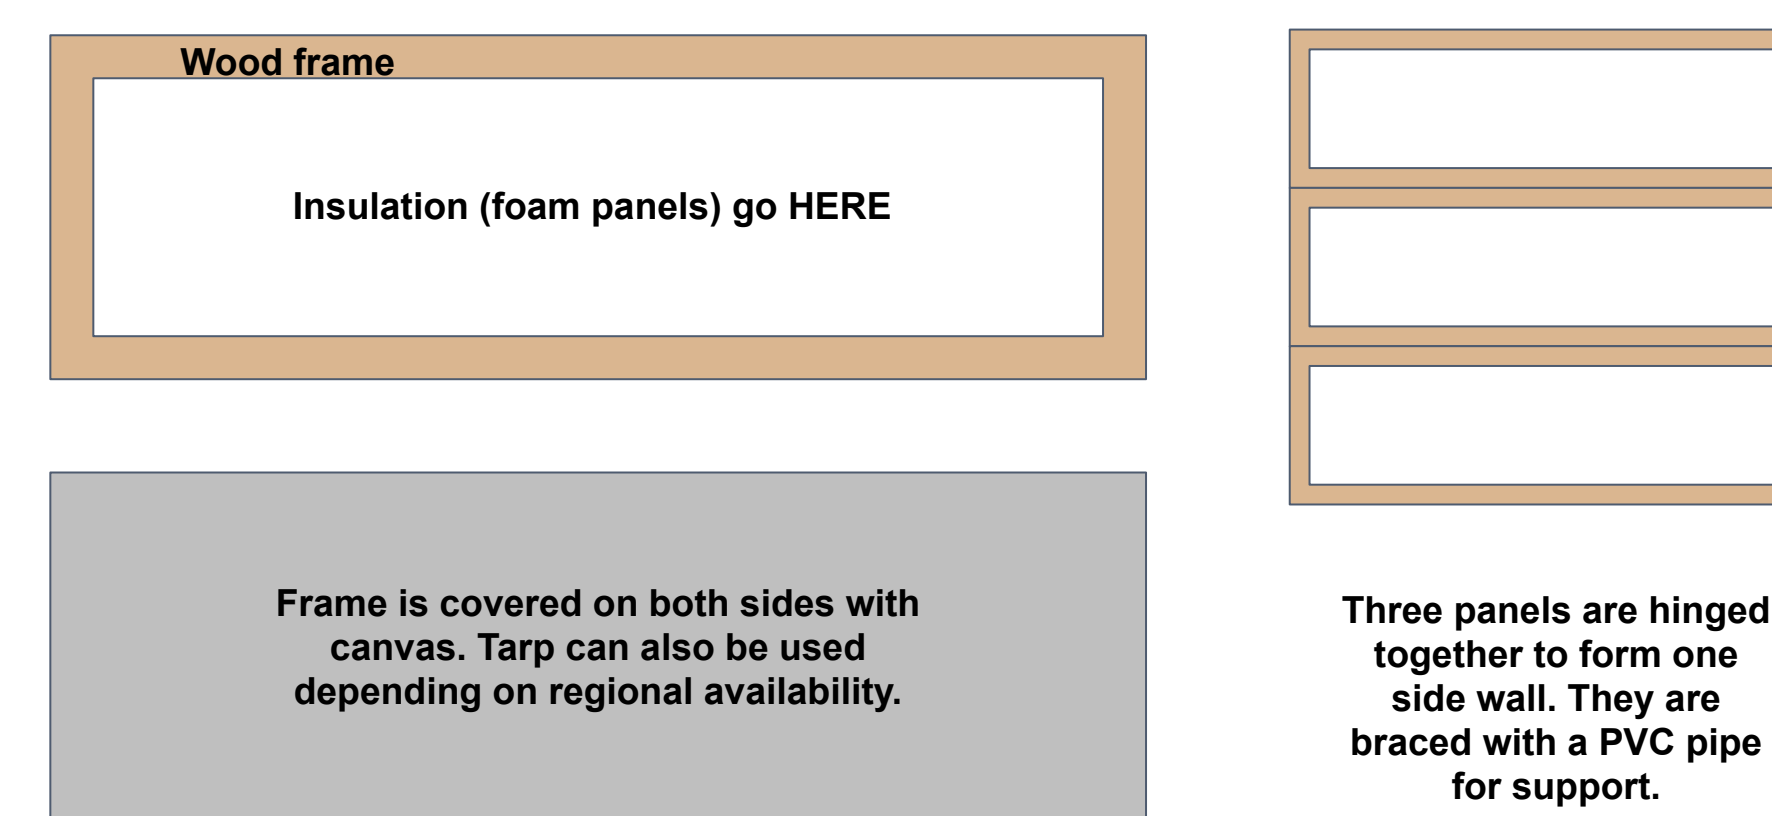 Wood frame
Insulation (foam panels) go HERE
Frame is covered on both sides with
canvas. Tarp can also be used
depending on regional availability.
Three panels are hinged
together to form one
side wall. They are
braced with a PVC pipe
for support.